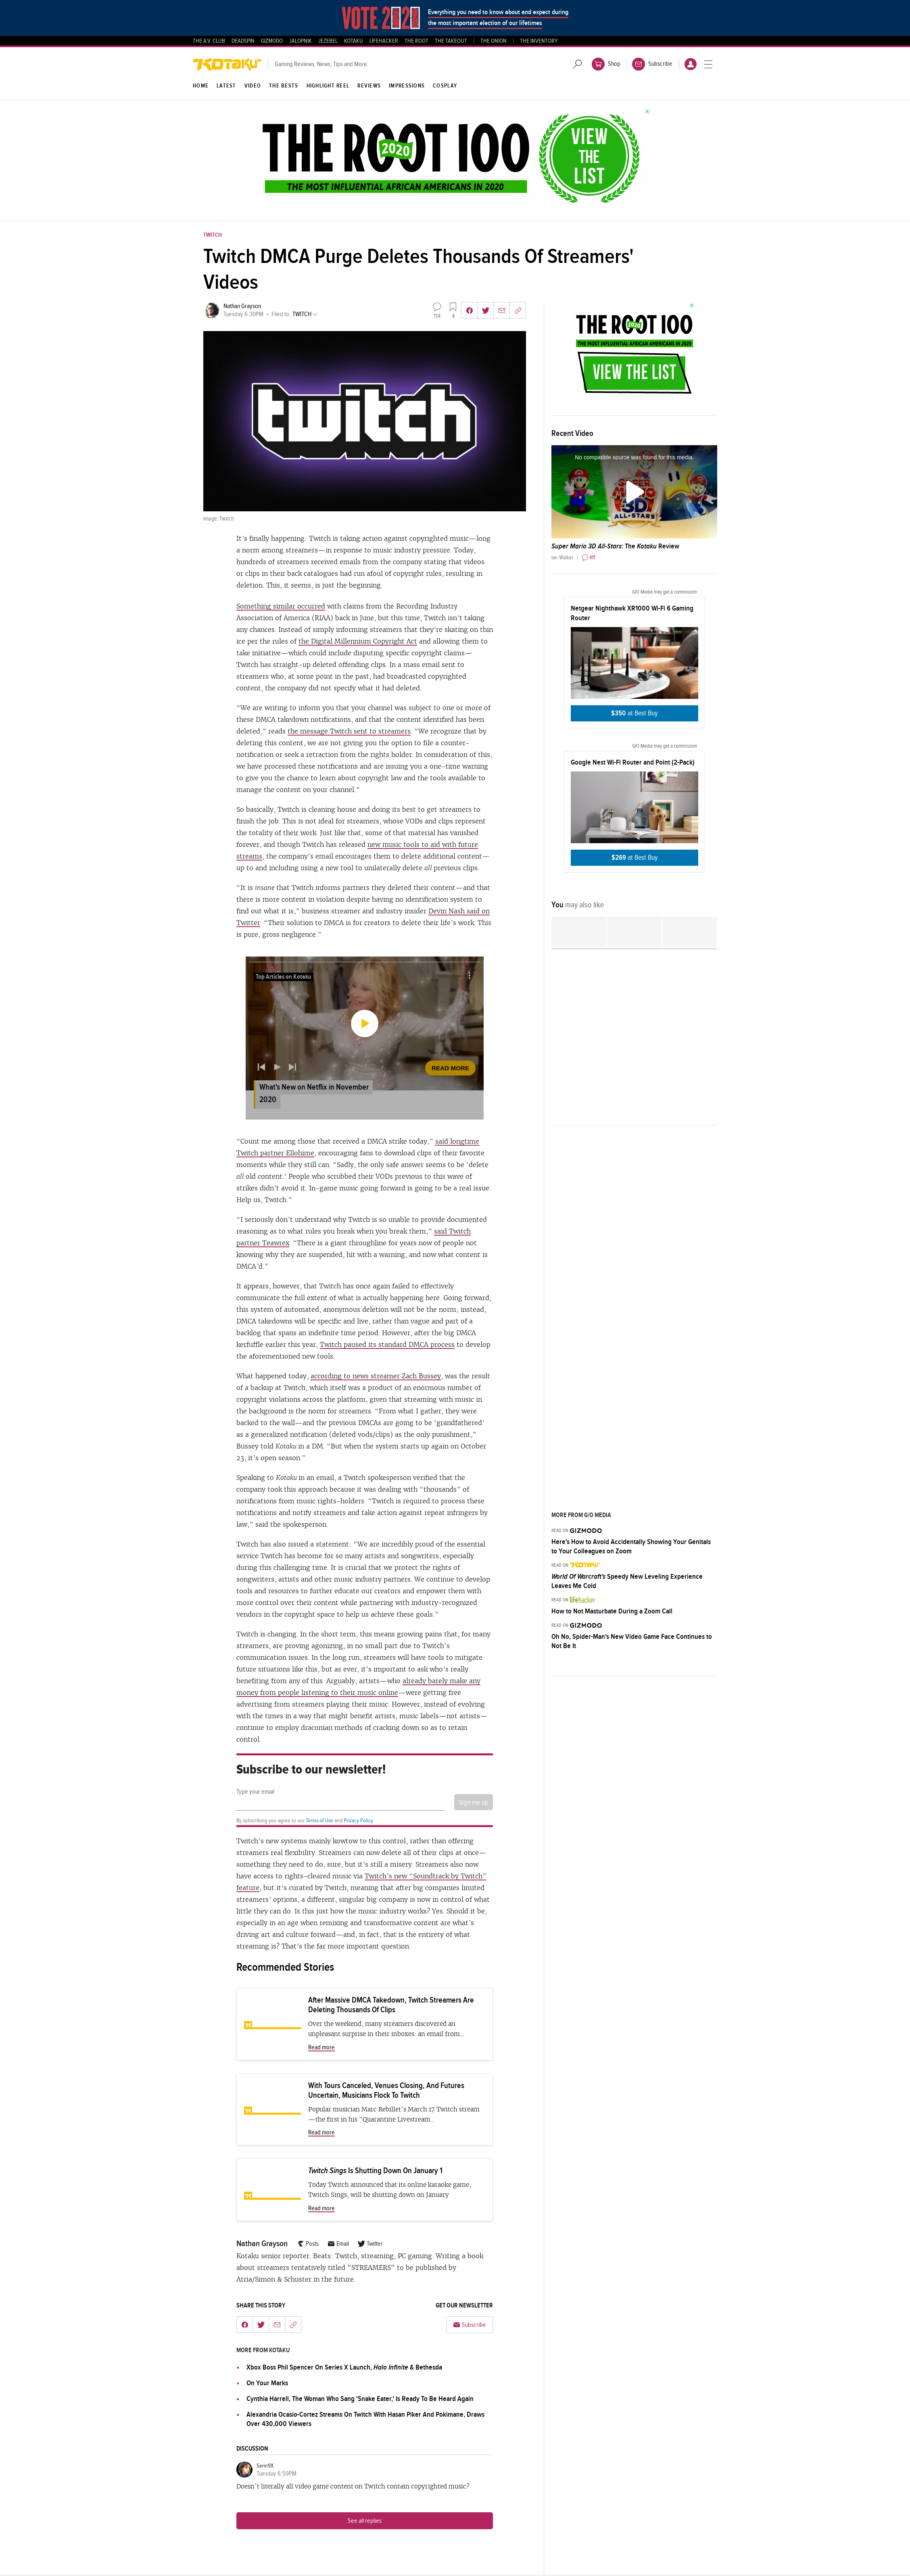 VOTE 2020
Everything you need to know about and expect during
the most important election of our lifetimes
THE A.V. CLUB DEADSPIN GIZMODO JALOPNIK JEZEBEL KOTAKU LIFEHACKER THE ROOT THE TAKEOUT | THE ONION | THE INVENTORY
KOTAKU
Gaming Reviews, News, Tips and More.
Shop
Subscribe
HOME LATEST VIDEO THE BESTS HIGHLIGHT REEL REVIEWS IMPRESSIONS COSPLAY
THE ROOT 100
2020
THE MOST INFLUENTIAL AFRICAN AMERICANS IN 2020
VIEW
THE
LIST
TWITCH
Twitch DMCA Purge Deletes Thousands Of Streamers'
Videos
Nathan Grayson
Tuesday 6:30PM • Filed to: TWITCH
114
4
twitch
Image: Twitch
It's finally happening: Twitch is taking action against copyrighted music—long
a norm among streamers—in response to music industry pressure. Today,
hundreds of streamers received emails from the company stating that videos
or clips in their back catalogues had run afoul of copyright rules, resulting in
deletion. This, it seems, is just the beginning.
Something similar occurred with claims from the Recording Industry
Association of America (RIAA) back in June, but this time, Twitch isn't taking
any chances. Instead of simply informing streamers that they're skating on thin
ice per the rules of the Digital Millennium Copyright Act and allowing them to
take initiative—which could include disputing specific copyright claims—
Twitch has straight-up deleted offending clips. In a mass email sent to
streamers who, at some point in the past, had broadcasted copyrighted
content, the company did not specify what it had deleted.
"We are writing to inform you that your channel was subject to one or more of
these DMCA takedown notifications, and that the content identified has been
deleted," reads the message Twitch sent to streamers. "We recognize that by
deleting this content, we are not giving you the option to file a counter-
notification or seek a retraction from the rights holder. In consideration of this,
we have processed these notifications and are issuing you a one-time warning
to give you the chance to learn about copyright law and the tools available to
manage the content on your channel."
So basically, Twitch is cleaning house and doing its best to get streamers to
finish the job. This is not ideal for streamers, whose VODs and clips represent
the totality of their work. Just like that, some of that material has vanished
forever, and though Twitch has released new music tools to aid with future
streams, the company's email encourages them to delete additional content—
up to and including using a new tool to unilaterally delete all previous clips.
"It is insane that Twitch informs partners they deleted their content—and that
there is more content in violation despite having no identification system to
find out what it is," business streamer and industry insider Devin Nash said on
Twitter. "Their solution to DMCA is for creators to delete their life's work. This
is pure, gross negligence."
Top Articles on Kotaku
READ MORE
What's New on Netflix in November
2020
"Count me among those that received a DMCA strike today," said longtime
Twitch partner Ellohime, encouraging fans to download clips of their favorite
moments while they still can. "Sadly, the only safe answer seems to be 'delete
all old content.' People who scrubbed their VODs previous to this wave of
strikes didn't avoid it. In-game music going forward is going to be a real issue.
Help us, Twitch."
"I seriously don't understand why Twitch is so unable to provide documented
reasoning as to what rules you break when you break them," said Twitch
partner Teawrex. "There is a giant throughline for years now of people not
knowing why they are suspended, hit with a warning, and now what content is
DMCA'd."
It appears, however, that Twitch has once again failed to effectively
communicate the full extent of what is actually happening here. Going forward,
this system of automated, anonymous deletion will not be the norm, instead,
DMCA takedowns will be specific and live, rather than vague and part of a
backlog that spans an indefinite time period. However, after the big DMCA
kerfuffle earlier this year, Twitch paused its standard DMCA process to develop
the aforementioned new tools.
What happened today, according to news streamer Zach Bussey, was the result
of a backup at Twitch, which itself was a product of an enormous number of
copyright violations across the platform, given that streaming with music in
the background is the norm for streamers. "From what I gather, they were
backed to the wall—and the previous DMCAs are going to be 'grandfathered'
as a generalized notification (deleted vods/clips) as the only punishment,"
Bussey told Kotaku in a DM. "But when the system starts up again on October
23, it's open season."
Speaking to Kotaku in an email, a Twitch spokesperson verified that the
company took this approach because it was dealing with "thousands" of
notifications from music rights-holders. "Twitch is required to process these
notifications and notify streamers and take action against repeat infringers by
law," said the spokesperson.
Twitch has also issued a statement: "We are incredibly proud of the essential
service Twitch has become for so many artists and songwriters, especially
during this challenging time. It is crucial that we protect the rights of
songwriters, artists and other music industry partners. We continue to develop
tools and resources to further educate our creators and empower them with
more control over their content while partnering with industry-recognized
vendors in the copyright space to help us achieve these goals."
Twitch is changing. In the short term, this means growing pains that, for many
streamers, are proving agonizing, in no small part due to Twitch's
communication issues. In the long run, streamers will have tools to mitigate
future situations like this, but as ever, it's important to ask who's really
benefiting from any of this. Arguably, artists—who already barely make any
money from people listening to their music online—were getting free
advertising from streamers playing their music. However, instead of evolving
with the times in a way that might benefit artists, music labels—not artists—
continue to employ draconian methods of cracking down so as to retain
control.
Subscribe to our newsletter!
Type your email
Sign me up
By subscribing you agree to our Terms of Use and Privacy Policy.
Twitch's new systems mainly kowtow to this control, rather than offering
streamers real flexibility. Streamers can now delete all of their clips at once—
something they need to do, sure, but it's still a misery. Streamers also now
have access to rights-cleared music via Twitch's new "Soundtrack by Twitch"
feature, but it's curated by Twitch, meaning that after big companies limited
streamers' options, a different, singular big company is now in control of what
little they can do. Is this just how the music industry works? Yes. Should it be,
especially in an age when remixing and transformative content are what's
driving art and culture forward—and, in fact, that is the entirety of what
streaming is? That's the far more important question.
Recommended Stories
After Massive DMCA Takedown, Twitch Streamers Are
Deleting Thousands Of Clips
Over the weekend, many streamers discovered an
unpleasant surprise in their inboxes: an email from…
Read more
With Tours Canceled, Venues Closing, And Futures
Uncertain, Musicians Flock To Twitch
Popular musician Marc Rebillet's March 17 Twitch stream
—the first in his "Quarantine Livestream…
Read more
Twitch Sings Is Shutting Down On January 1
Today Twitch announced that its online karaoke game,
Twitch Sings, will be shutting down on January
Read more
Nathan Grayson Posts Email Twitter
Kotaku senior reporter. Beats: Twitch, streaming, PC gaming. Writing a book
about streamers tentatively titled "STREAMERS" to be published by
Atria/Simon & Schuster in the future.
SHARE THIS STORY
GET OUR NEWSLETTER
Subscribe
MORE FROM KOTAKU
Xbox Boss Phil Spencer On Series X Launch, Halo Infinite & Bethesda
On Your Marks
Cynthia Harrell, The Woman Who Sang 'Snake Eater,' Is Ready To Be Heard Again
Alexandria Ocasio-Cortez Streams On Twitch With Hasan Piker And Pokimane, Draws
Over 430,000 Viewers
DISCUSSION
Serin9X
Tuesday 6:59PM
Doesn't literally all video game content on Twitch contain copyrighted music?
See all replies
THE ROOT 100
2020
THE MOST INFLUENTIAL AFRICAN AMERICANS IN 2020
VIEW THE LIST
Recent Video
No compatible source was found for this media.
SUPER MARIO 3D ALL-STARS
Super Mario 3D All-Stars: The Kotaku Review
Ian Walker
G/O Media may get a commission
Netgear Nighthawk XR1000 Wi-Fi 6 Gaming
Router
$350 at Best Buy
G/O Media may get a commission
Google Nest Wi-Fi Router and Point (2-Pack)
$269 at Best Buy
You may also like
MORE FROM G/O MEDIA
READ ON GIZMODO
Here's How to Avoid Accidentally Showing Your Genitals
to Your Colleagues on Zoom
READ ON KOTAKU
World Of Warcraft's Speedy New Leveling Experience
Leaves Me Cold
READ ON lifehacker
How to Not Masturbate During a Zoom Call
READ ON GIZMODO
Oh No, Spider-Man's New Video Game Face Continues to
Not Be It